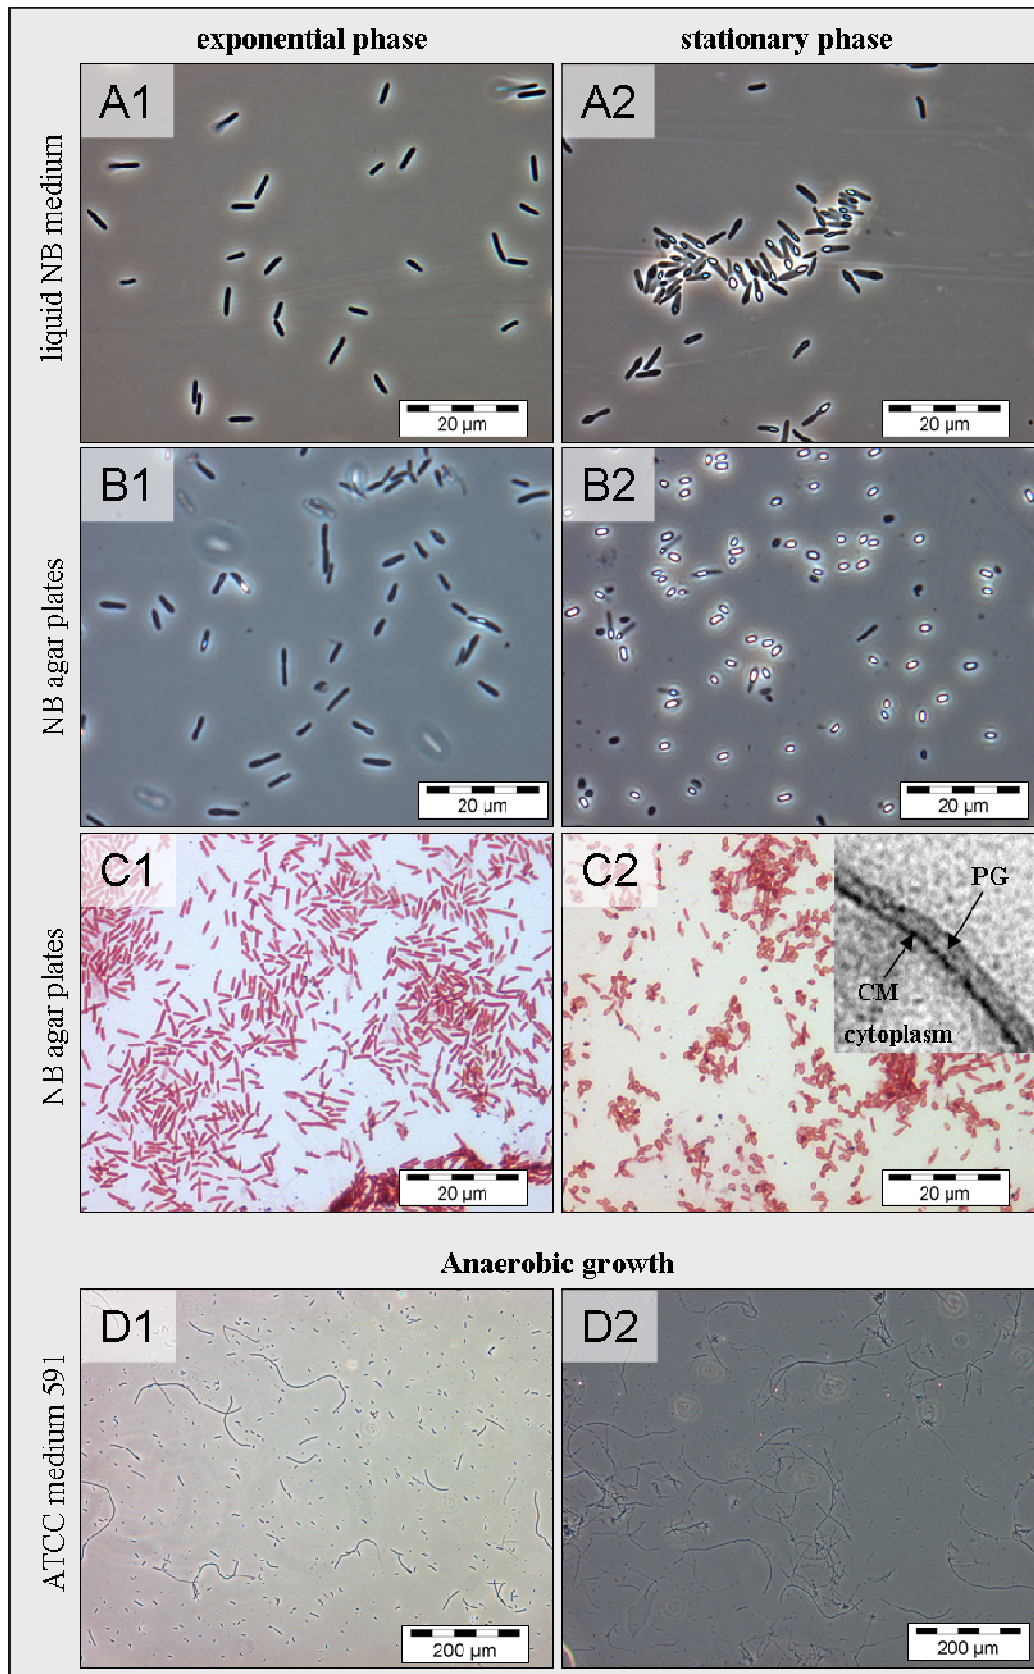 exponential phase
stationary phase
liquid NB medium
A1
20 µm
A2
20 µm
NB agar plates
B1
20 µm
B2
20 µm
NB agar plates
C1
20 µm
C2
PG
CM
cytoplasm
20 µm
Anaerobic growth
ATCC medium 591
D1
200 µm
D2
200 µm